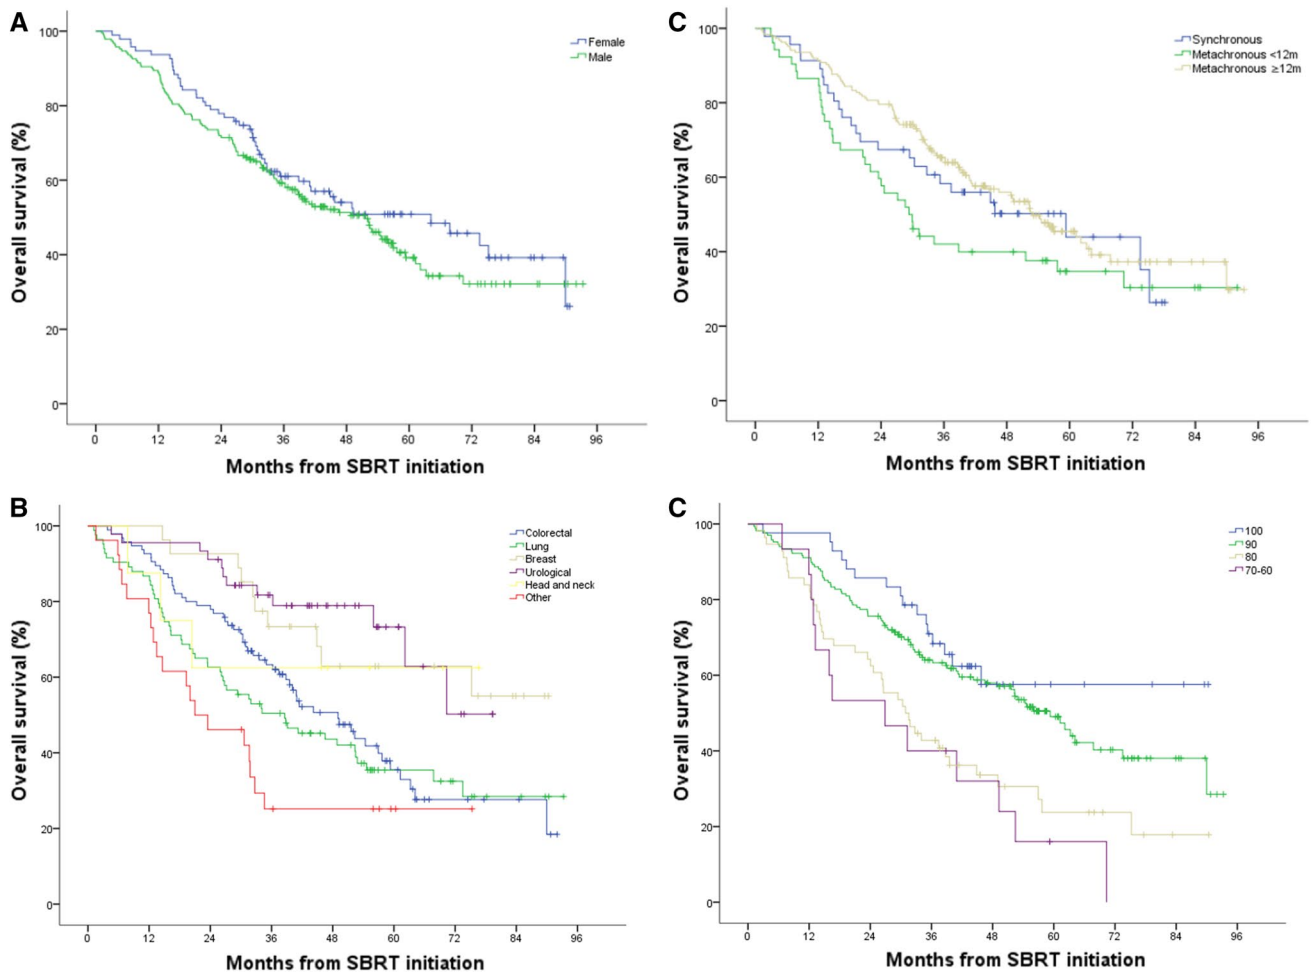 A
Female
Male
100
80
60
40
20
0
Overall survival (%)
0 12 24 36 48 60 72 84 96
Months from SBRT initiation
C
Synchronous
Metachronous <12m
Metachronous ≥12m
100
80
60
40
20
0
Overall survival (%)
0 12 24 36 48 60 72 84 96
Months from SBRT initiation
B
Colorectal
Lung
Breast
Urological
Head and neck
Other
100
80
60
40
20
0
Overall survival (%)
0 12 24 36 48 60 72 84 96
Months from SBRT initiation
C
100
90
80
70-60
100
80
60
40
20
0
Overall survival (%)
0 12 24 36 48 60 72 84 96
Months from SBRT initiation